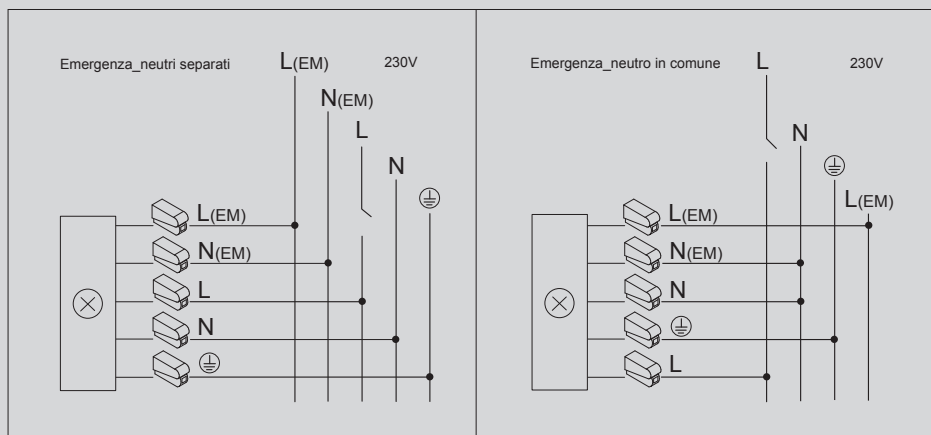 Emergenza_neutri separati
L(EM)
230V
N(EM)
L
N
L(EM)
N(EM)
L
N
Emergenza_neutro in comune
L
230V
N
L(EM)
L(EM)
N(EM)
N
L